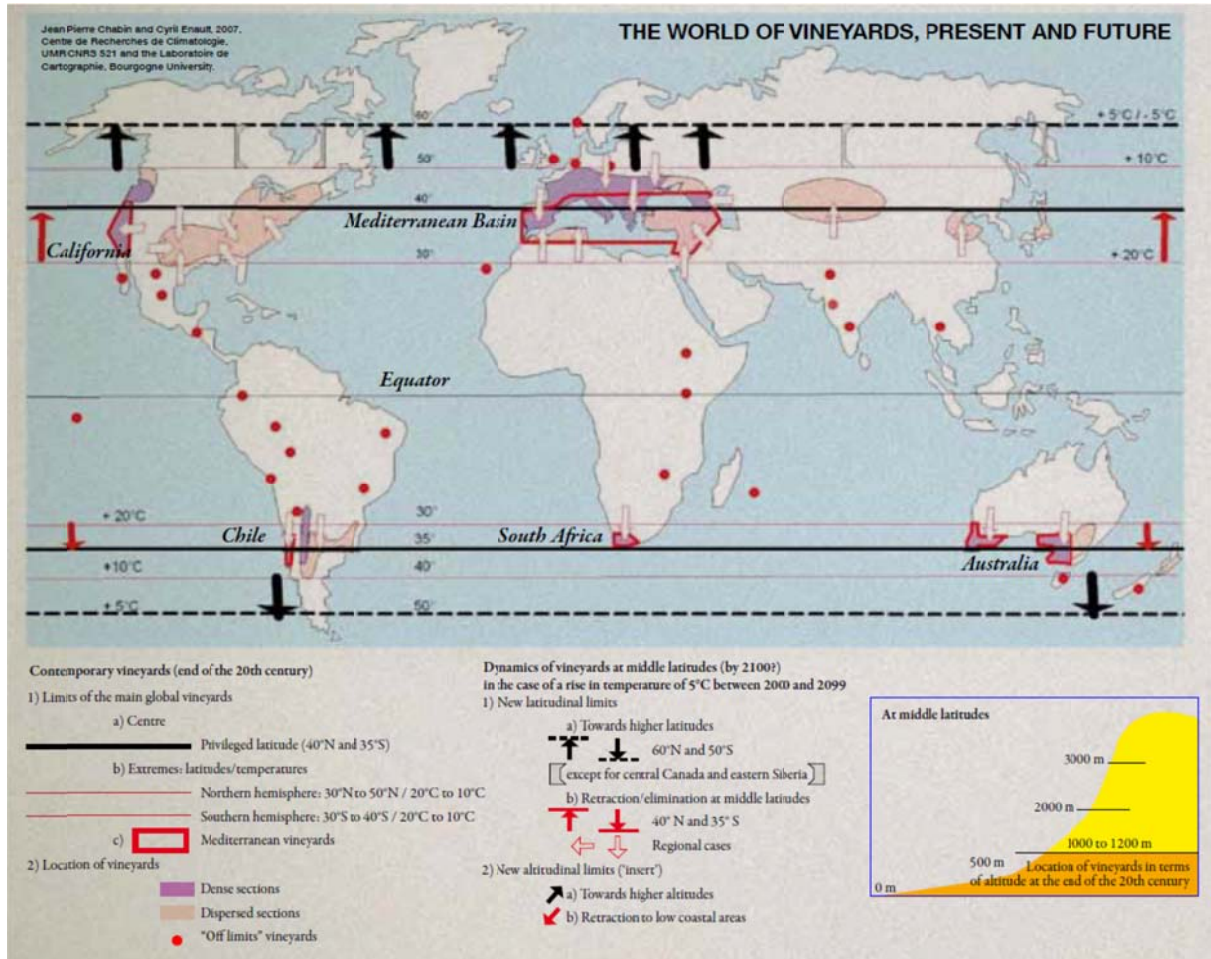 Jean Pierre Chabin and Cyril Enault, 2007.
Centre de Recherches de Climatologie,
UMR CNRS 521 and the Laboratoire de
Cartographie, Bourgogne University.
THE WORLD OF VINEYARDS, PRESENT AND FUTURE
60°
+ 5°C / - 5°C
50°
+ 10°C
40°
Mediterranean Basin
California
30°
+ 20°C
Equator
+ 20°C
30°
Chile
35°
South Africa
Australia
+10°C
40°
+ 5°C
50°
Contemporary vineyards (end of the 20th century)
1) Limits of the main global vineyards
a) Centre
Privileged latitude (40°N and 35°S)
b) Extremes: latitudes/temperatures
Northern hemisphere: 30°N to 50°N / 20°C to 10°C
Southern hemisphere: 30°S to 40°S / 20°C to 10°C
c) Mediterranean vineyards
2) Location of vineyards
Dense sections
Dispersed sections
"Off limits" vineyards
Dynamics of vineyards at middle latitudes (by 2100?)
in the case of a rise in temperature of 5°C between 2000 and 2099
1) New latitudinal limits
a) Towards higher latitudes
60°N and 50°S
(except for central Canada and eastern Siberia)
b) Retraction/elimination at middle latitudes
40° N and 35° S
Regional cases
2) New altitudinal limits ('insert')
a) Towards higher altitudes
b) Retraction to low coastal areas
At middle latitudes
3000 m
2000 m
1000 to 1200 m
500 m
Location of vineyards in terms
of altitude at the end of the 20th century
0 m